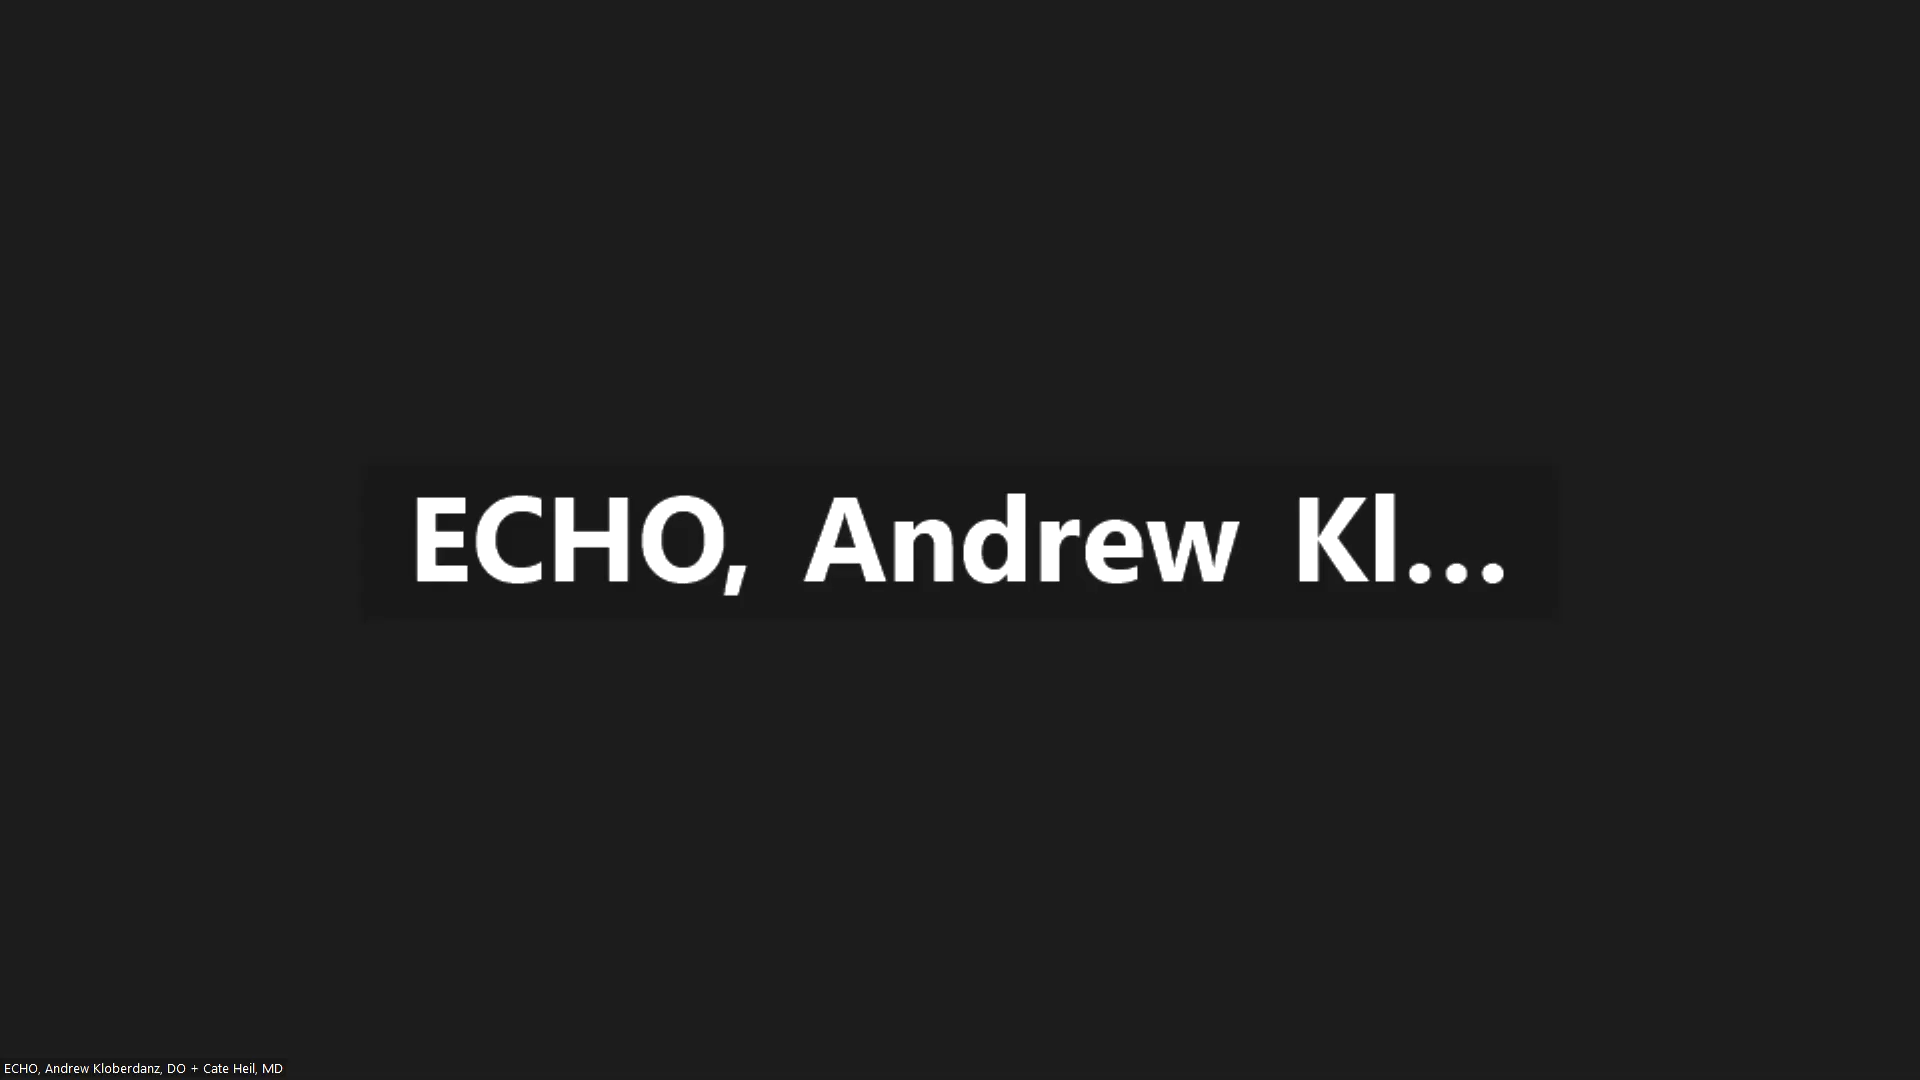 ECHO, Andrew Kl...
ECHO, Andrew Kloberdanz, DO + Cate Heil, MD